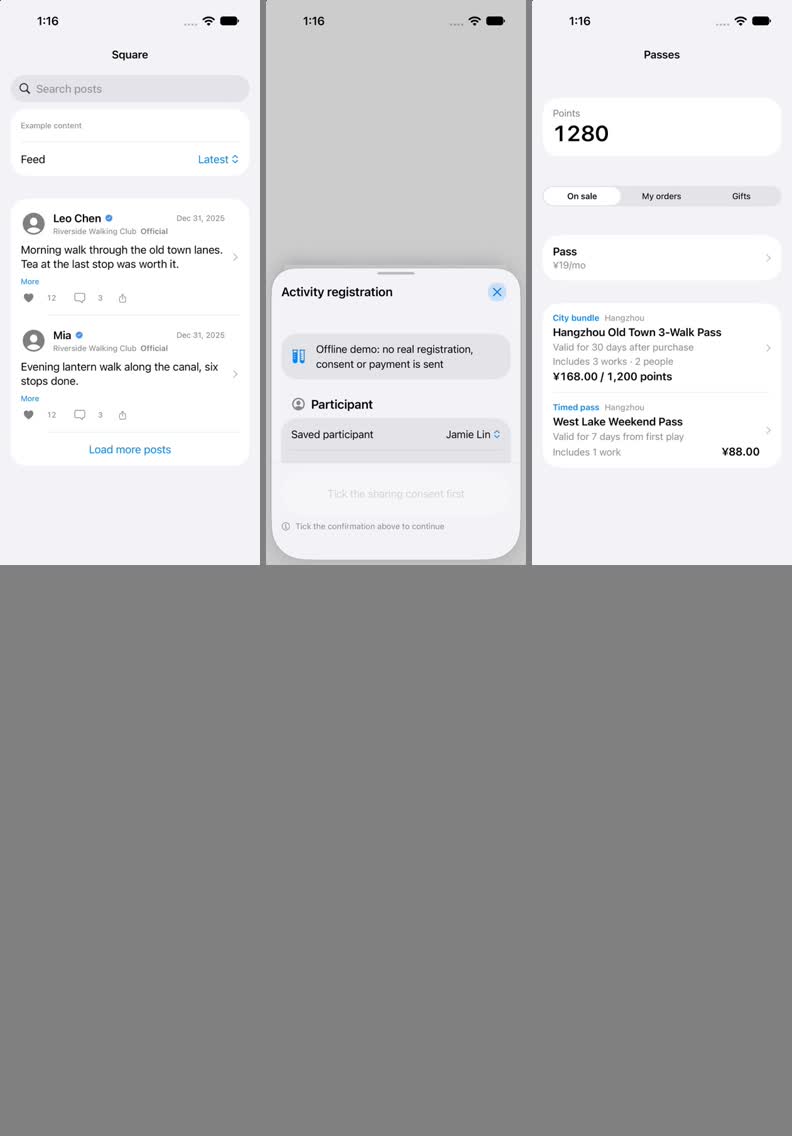 1:16
Square
Search posts
Example content
Feed
Latest
Leo Chen
Dec 31, 2025
Riverside Walking Club Official
Morning walk through the old town lanes.
Tea at the last stop was worth it.
More
12
3
Mia
Dec 31, 2025
Riverside Walking Club Official
Evening lantern walk along the canal, six
stops done.
More
12
3
Load more posts
1:16
Activity registration
Offline demo: no real registration,
consent or payment is sent
Participant
Saved participant
Jamie Lin
Tick the sharing consent first
Tick the confirmation above to continue
1:16
Passes
Points
1280
On sale
My orders
Gifts
Pass
¥19/mo
City bundle Hangzhou
Hangzhou Old Town 3-Walk Pass
Valid for 30 days after purchase
Includes 3 works · 2 people
¥168.00 / 1,200 points
Timed pass Hangzhou
West Lake Weekend Pass
Valid for 7 days from first play
Includes 1 work
¥88.00